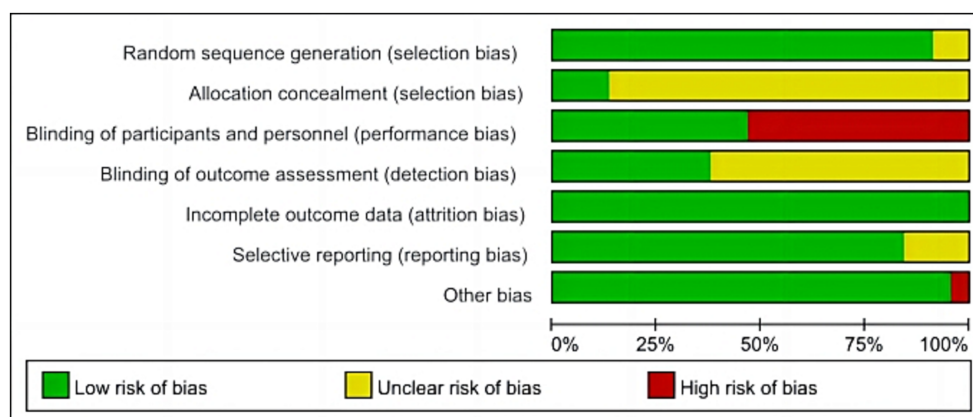 Random sequence generation (selection bias)
Allocation concealment (selection bias)
Blinding of participants and personnel (performance bias)
Blinding of outcome assessment (detection bias)
Incomplete outcome data (attrition bias)
Selective reporting (reporting bias)
Other bias
0% 25% 50% 75% 100%
Low risk of bias Unclear risk of bias High risk of bias